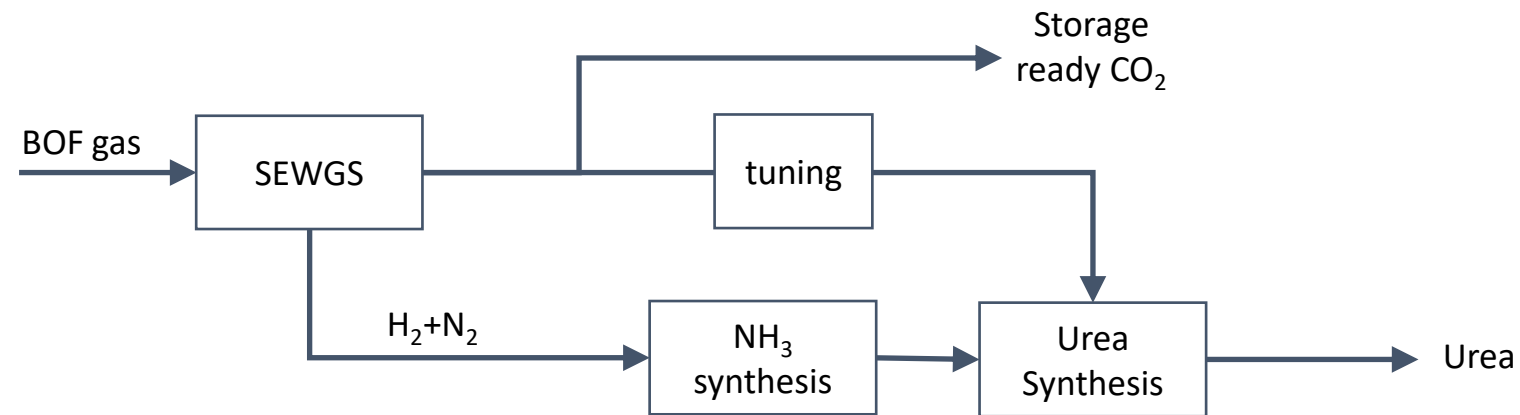 Storage
ready CO₂
BOF gas
SEWGS
tuning
H₂+N₂
NH₃
synthesis
Urea
Synthesis
Urea